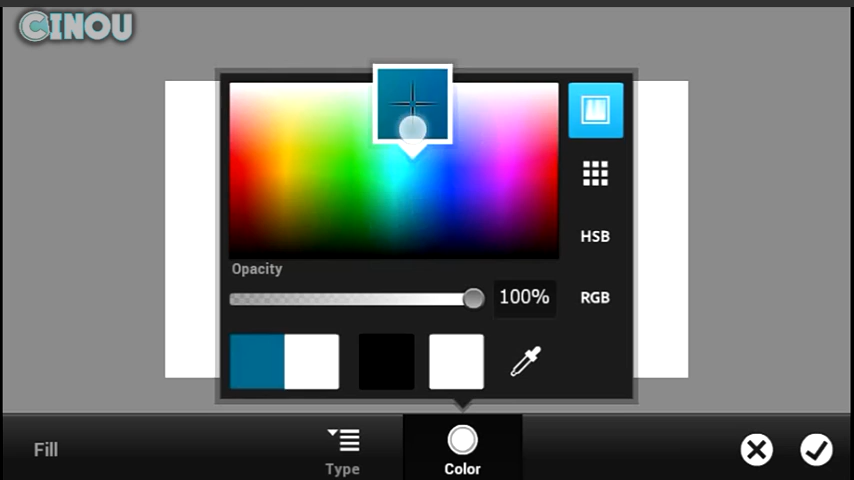 CINOU
HSB
Opacity
100%
RGB
Fill
Type
Color